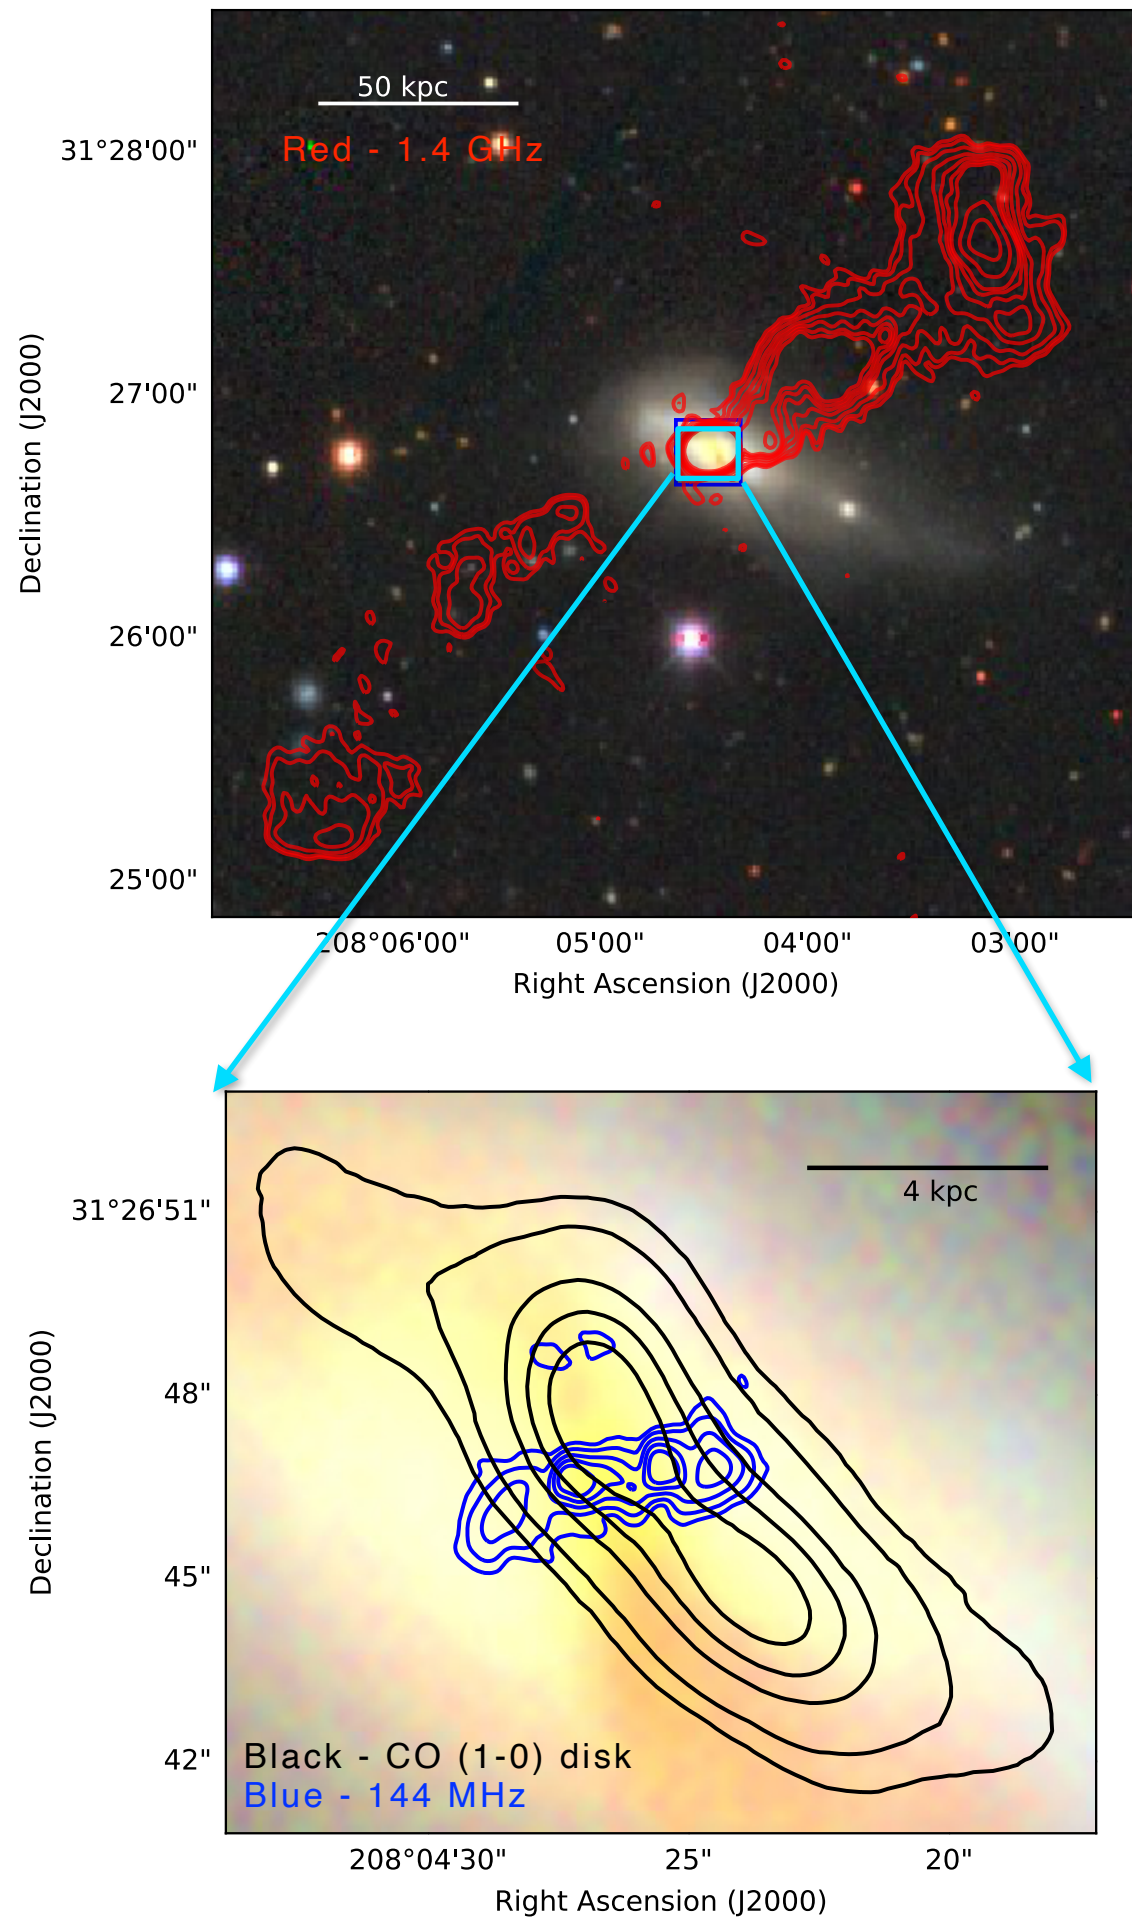 50 kpc
Red - 1.4 GHz
31°28'00"
27'00"
26'00"
25'00"
Declination (J2000)
208°06'00" 05'00" 04'00" 03'00"
Right Ascension (J2000)
4 kpc
31°26'51"
48"
45"
42"
Declination (J2000)
Black - CO (1-0) disk
Blue - 144 MHz
208°04'30" 25" 20"
Right Ascension (J2000)